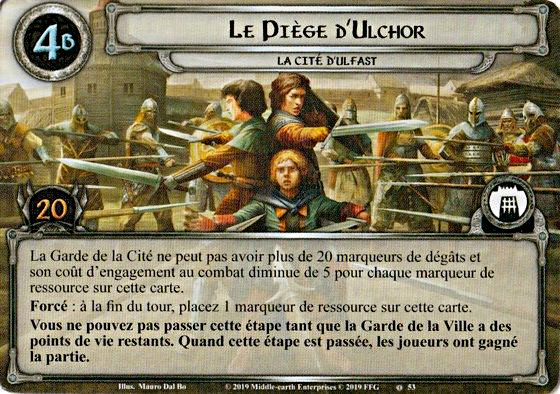 4B
Le Piège d'Ulchor
La Cité d'Ulfast
20
La Garde de la Cité ne peut pas avoir plus de 20 marqueurs de dégâts et
son coût d'engagement au combat diminue de 5 pour chaque marqueur de
ressource sur cette carte.
Forcé : à la fin du tour, placez 1 marqueur de ressource sur cette carte.
Vous ne pouvez pas passer cette étape tant que la Garde de la Ville a des
points de vie restants. Quand cette étape est passée, les joueurs ont gagné
la partie.
Illus. Mauro Dal Bo © 2019 Middle-earth Enterprises © 2019 FFG 53